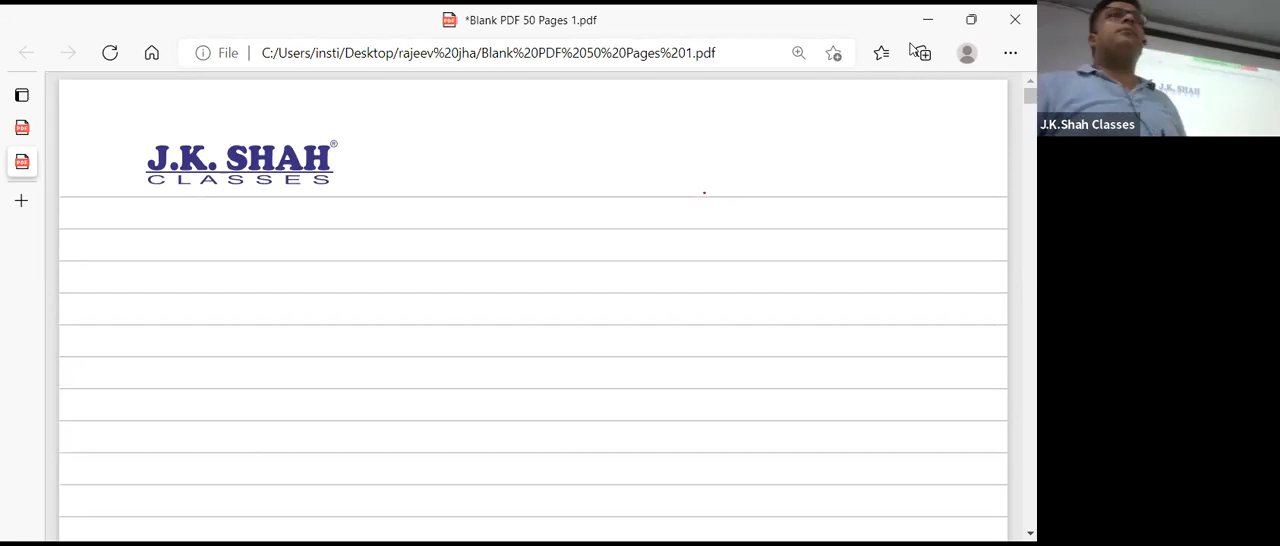 *Blank PDF 50 Pages 1.pdf
File C:/Users/insti/Desktop/rajeev%20jha/Blank%20PDF%2050%20Pages%201.pdf
J.K. SHAH®
CLASSES
J.K. SHAH
J.K.Shah Classes